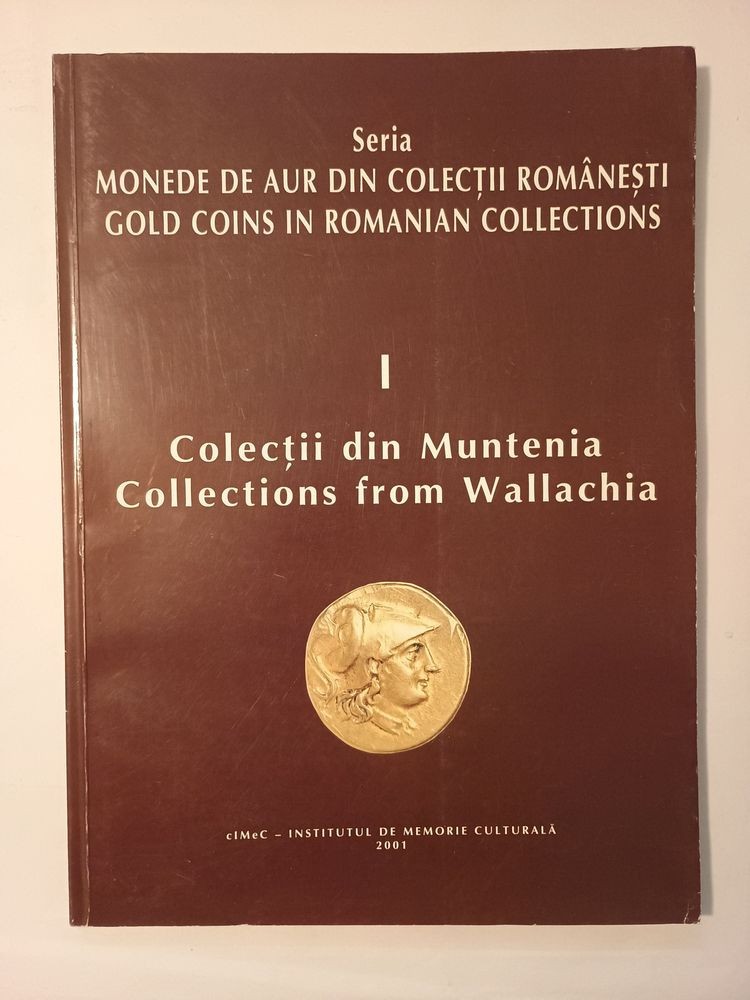 Seria
MONEDE DE AUR DIN COLECȚII ROMÂNEȘTI
GOLD COINS IN ROMANIAN COLLECTIONS
I
Colecții din Muntenia
Collections from Wallachia
cIMeC – INSTITUTUL DE MEMORIE CULTURALĂ
2001